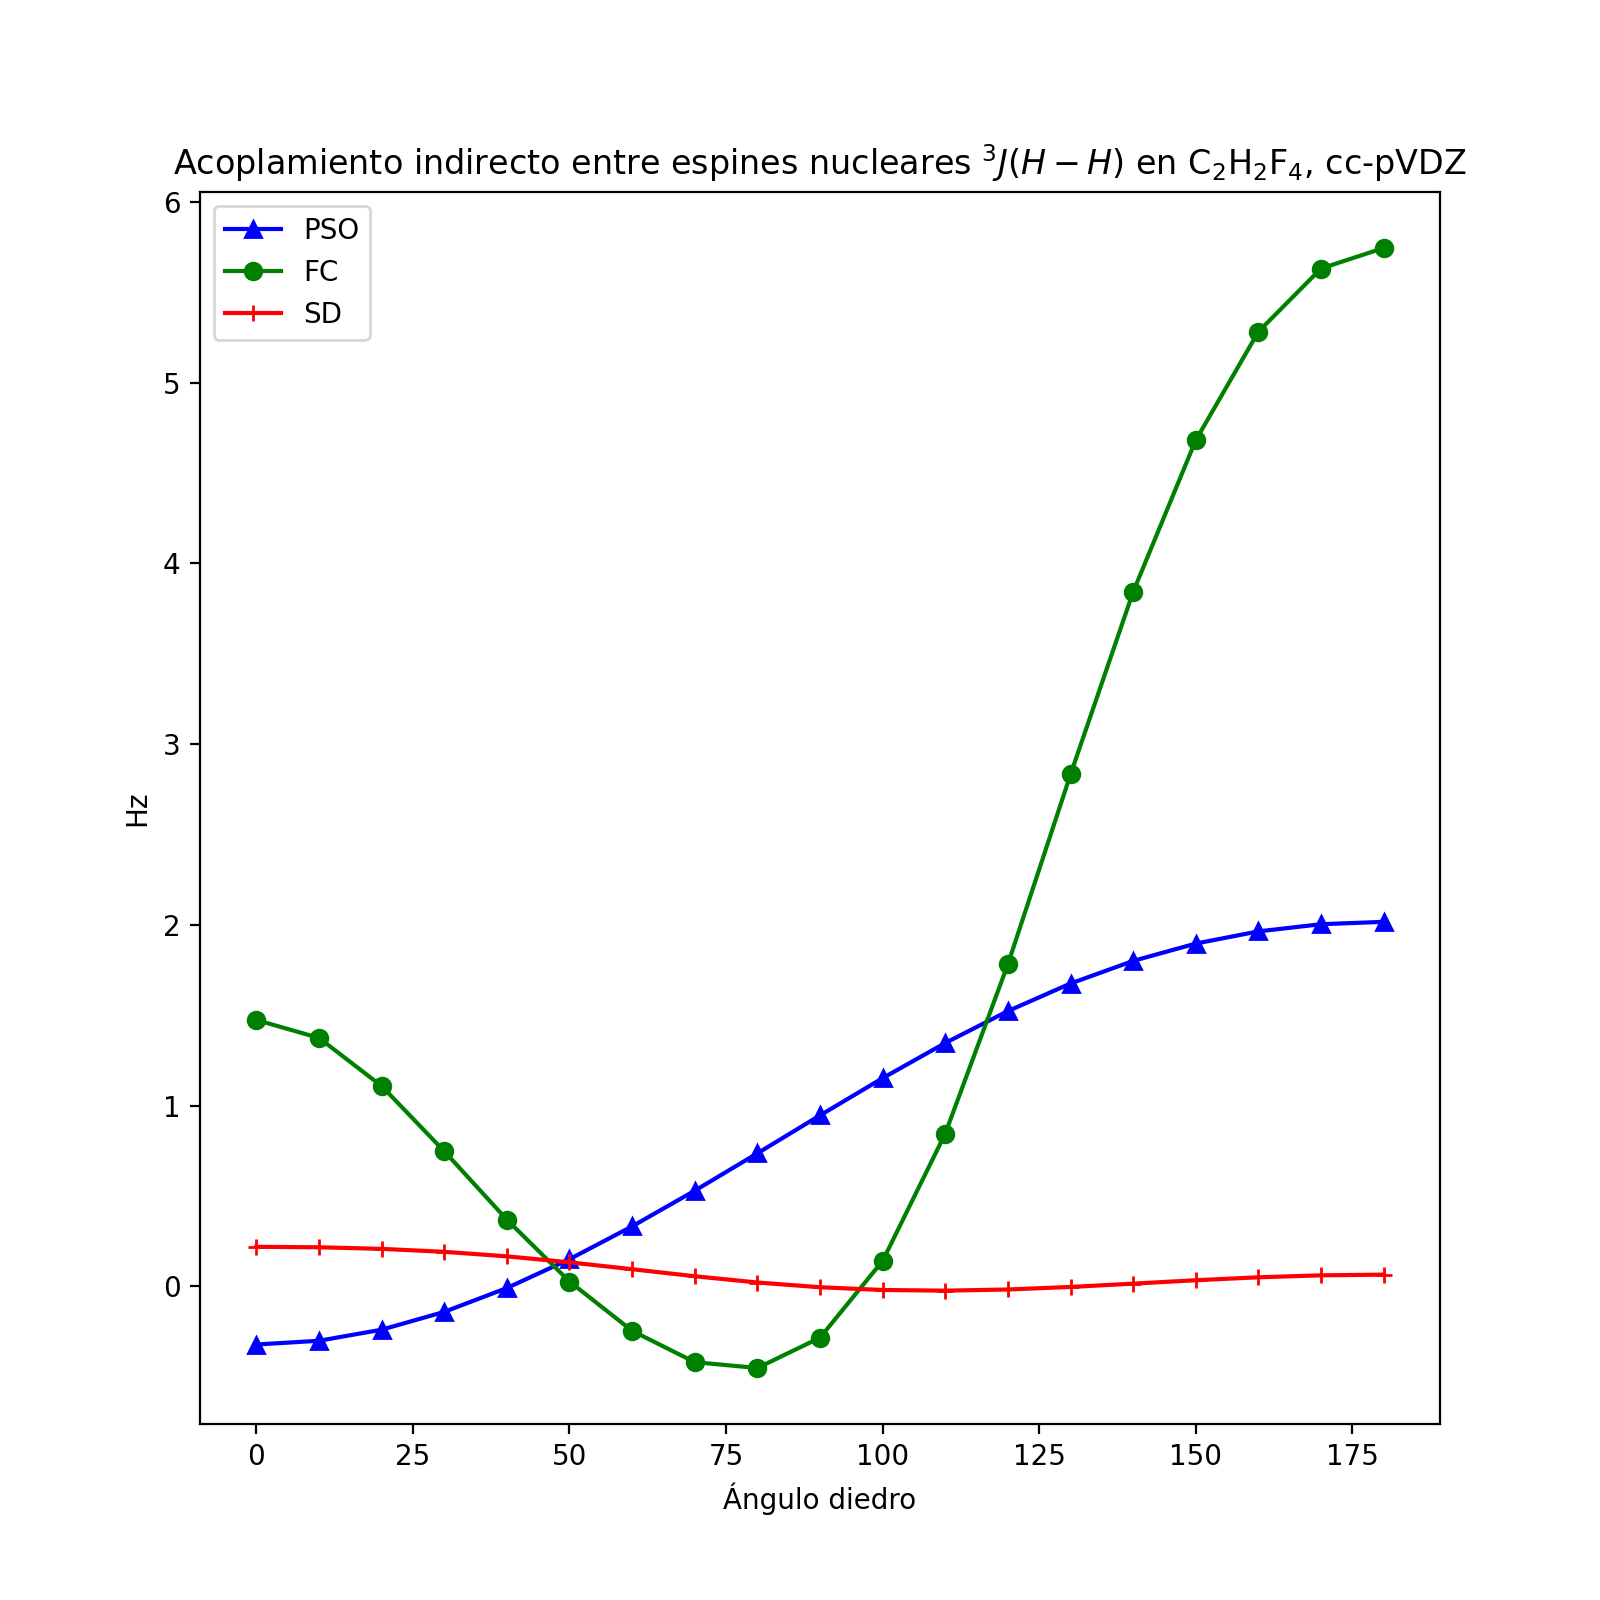 Acoplamiento indirecto entre espines nucleares ³J(H − H) en C₂H₂F₄, cc-pVDZ
PSO
FC
SD
6
5
4
3
2
1
0
Hz
0 25 50 75 100 125 150 175
Ángulo diedro